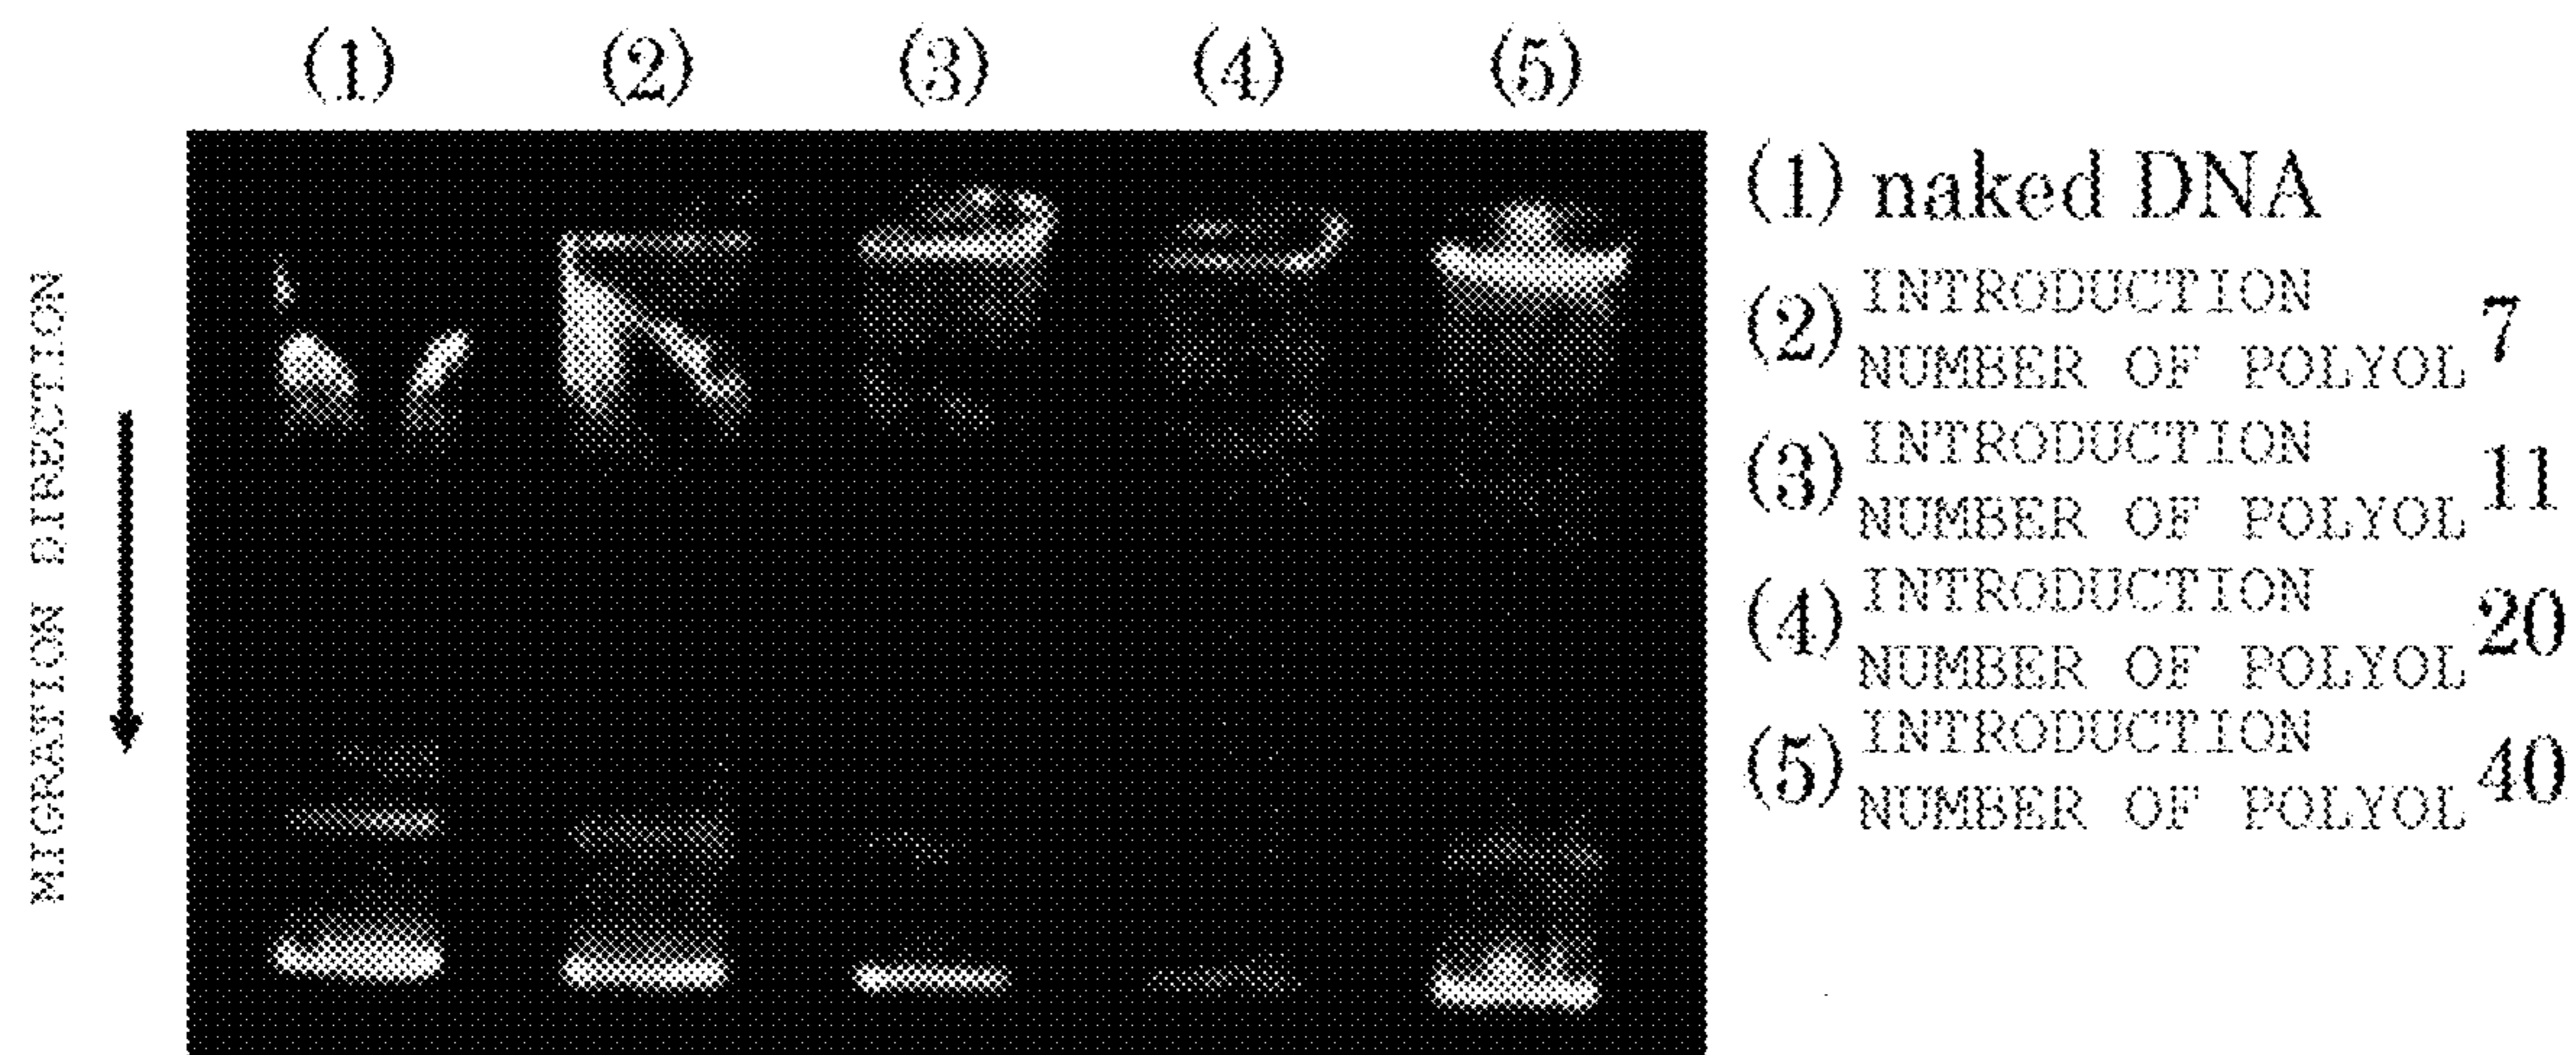 (1) (2) (3) (4) (5)
MIGRATION DIRECTION
(1) naked DNA
(2) INTRODUCTION
NUMBER OF POLYOL 7
(3) INTRODUCTION
NUMBER OF POLYOL 11
(4) INTRODUCTION
NUMBER OF POLYOL 20
(5) INTRODUCTION
NUMBER OF POLYOL 40